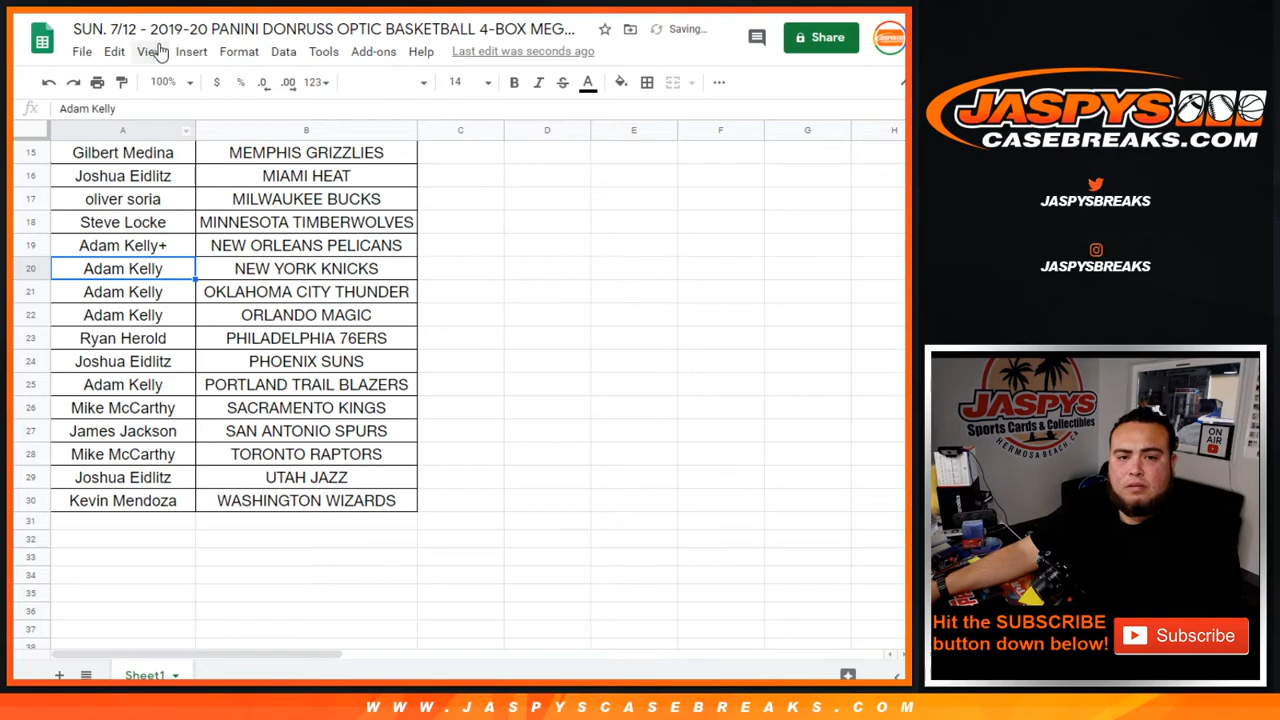 SUN. 7/12 - 2019-20 PANINI DONRUSS OPTIC BASKETBALL 4-BOX MEG... Saving... Share
File Edit View Insert Format Data Tools Add-ons Help Last edit was seconds ago
100% $ % .0 .00 123 14 B I S A
fx Adam Kelly
A B C D E F G H
15 Gilbert Medina MEMPHIS GRIZZLIES
16 Joshua Eidlitz MIAMI HEAT
17 oliver soria MILWAUKEE BUCKS
18 Steve Locke MINNESOTA TIMBERWOLVES
19 Adam Kelly+ NEW ORLEANS PELICANS
20 Adam Kelly NEW YORK KNICKS
21 Adam Kelly OKLAHOMA CITY THUNDER
22 Adam Kelly ORLANDO MAGIC
23 Ryan Herold PHILADELPHIA 76ERS
24 Joshua Eidlitz PHOENIX SUNS
25 Adam Kelly PORTLAND TRAIL BLAZERS
26 Mike McCarthy SACRAMENTO KINGS
27 James Jackson SAN ANTONIO SPURS
28 Mike McCarthy TORONTO RAPTORS
29 Joshua Eidlitz UTAH JAZZ
30 Kevin Mendoza WASHINGTON WIZARDS
31
32
33
34
35
36
37
38
Sheet1
JASPYS
CASEBREAKS.COM
JASPYSBREAKS
JASPYSBREAKS
JASPYS
Sports Cards & Collectibles
HERMOSA BEACH, CA
ON
AIR
Hit the SUBSCRIBE
button down below!
Subscribe
WWW.JASPYSCASEBREAKS.COM